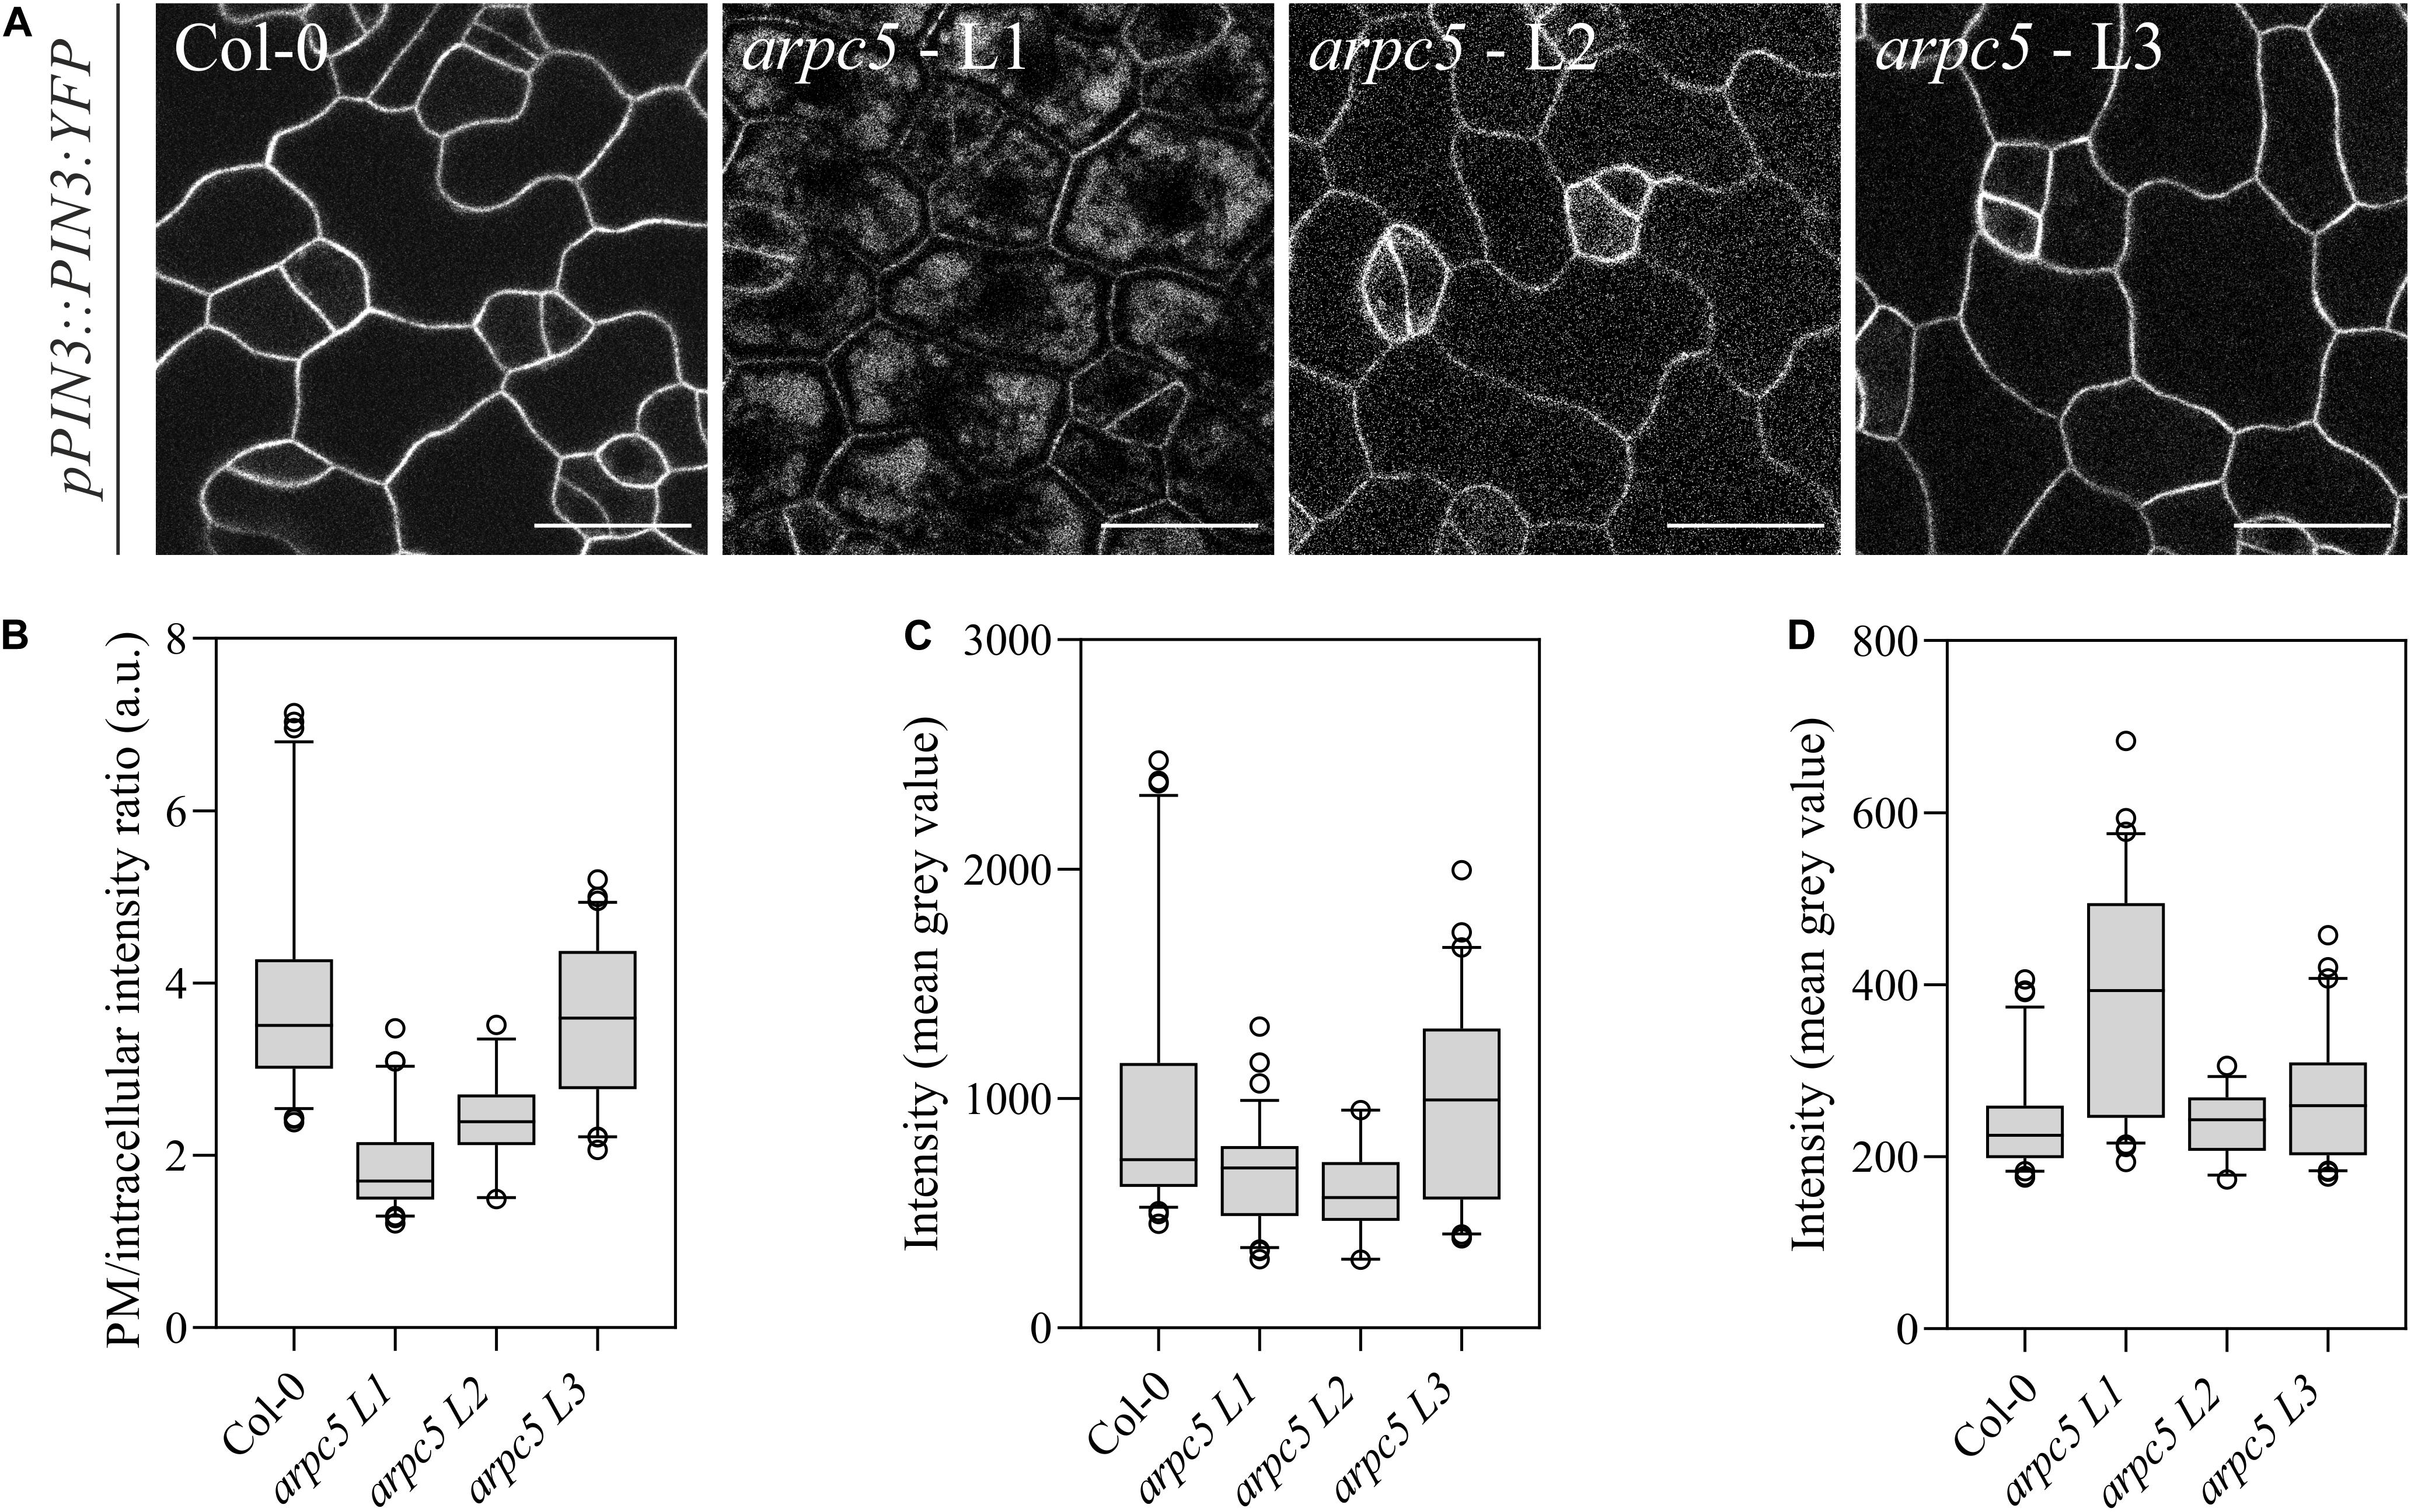 A
pPIN3::PIN3:YFP
Col-0
arpc5 - L1
arpc5 - L2
arpc5 - L3
B
PM/intracellular intensity ratio (a.u.)
8
6
4
2
0
Col-0
arpc5 L1
arpc5 L2
arpc5 L3
C
Intensity (mean grey value)
3000
2000
1000
0
Col-0
arpc5 L1
arpc5 L2
arpc5 L3
D
Intensity (mean grey value)
800
600
400
200
0
Col-0
arpc5 L1
arpc5 L2
arpc5 L3